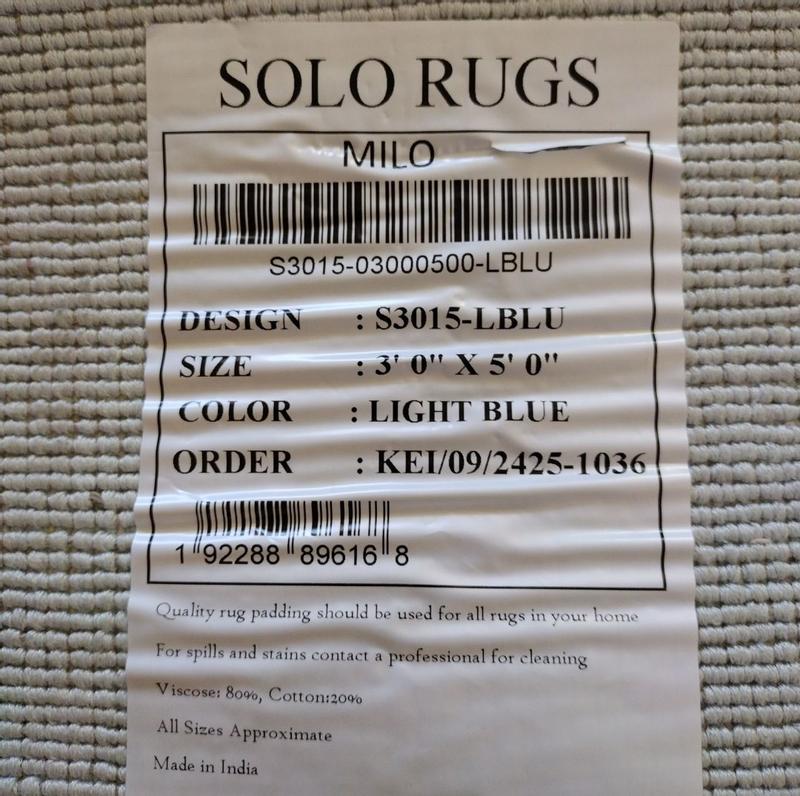 SOLO RUGS
MILO
S3015-03000500-LBLU
DESIGN : S3015-LBLU
SIZE : 3' 0" X 5' 0"
COLOR : LIGHT BLUE
ORDER : KEI/09/2425-1036
1 92288 89616 8
Quality rug padding should be used for all rugs in your home
For spills and stains contact a professional for cleaning
Viscose: 80%, Cotton:20%
All Sizes Approximate
Made in India